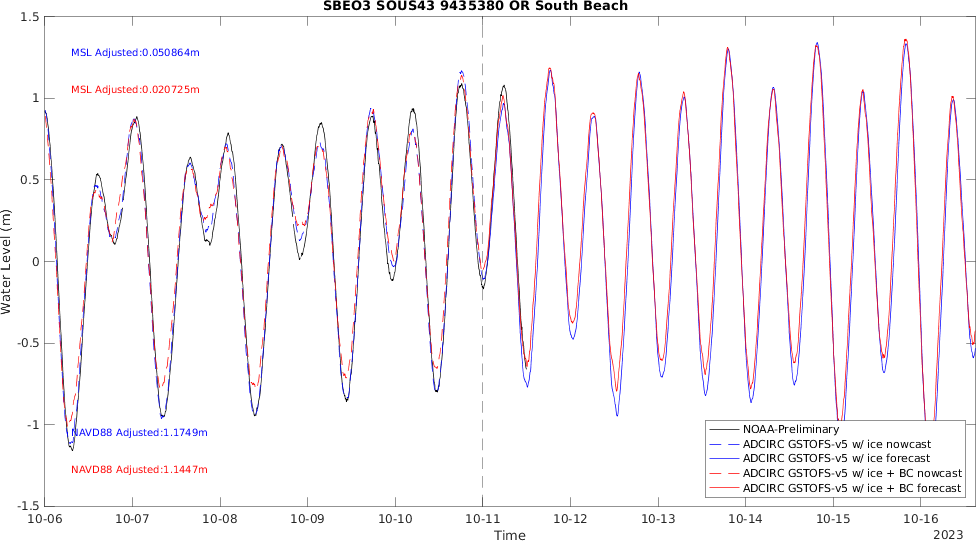 SBEO3 SOUS43 9435380 OR South Beach
1.5
MSL Adjusted:0.050864m
MSL Adjusted:0.020725m
1
0.5
0
-0.5
-1
-1.5
Water Level (m)
NAVD88 Adjusted:1.1749m
NAVD88 Adjusted:1.1447m
NOAA-Preliminary
ADCIRC GSTOFS-v5 w/ ice nowcast
ADCIRC GSTOFS-v5 w/ ice forecast
ADCIRC GSTOFS-v5 w/ ice + BC nowcast
ADCIRC GSTOFS-v5 w/ ice + BC forecast
10-06 10-07 10-08 10-09 10-10 10-11 10-12 10-13 10-14 10-15 10-16
Time
2023